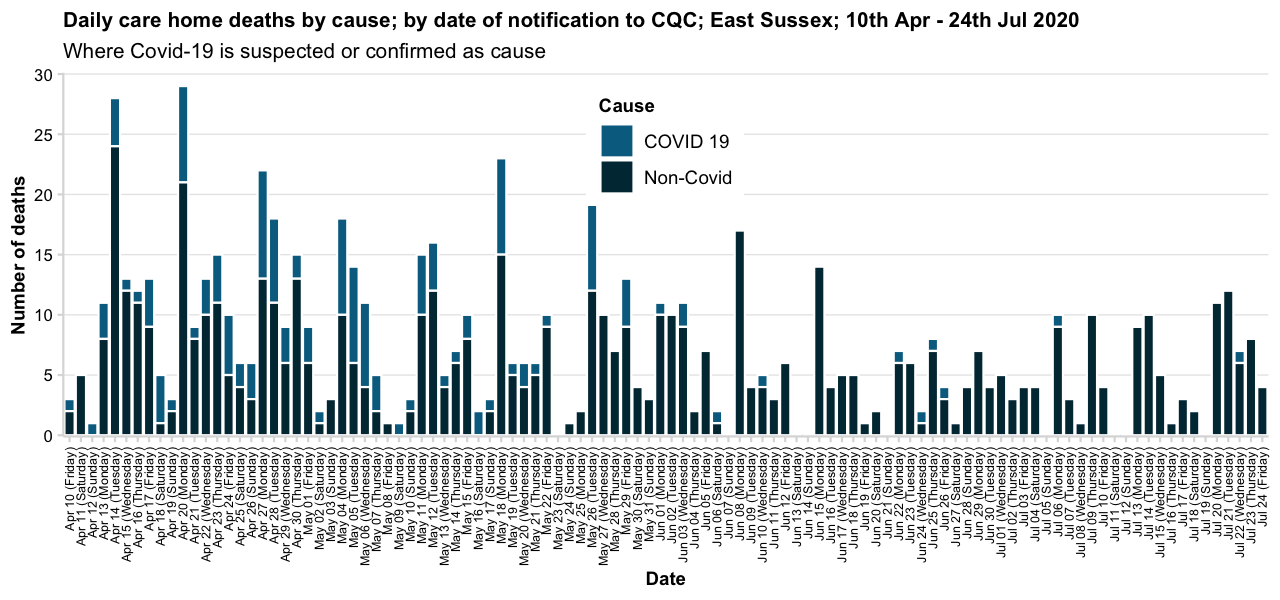 Daily care home deaths by cause; by date of notification to CQC; East Sussex; 10th Apr - 24th Jul 2020
Where Covid-19 is suspected or confirmed as cause
Number of deaths
30
25
20
15
10
5
0
Cause
COVID 19
Non-Covid
Apr 10 (Friday)
Apr 11 (Saturday)
Apr 12 (Sunday)
Apr 13 (Monday)
Apr 14 (Tuesday)
Apr 15 (Wednesday)
Apr 16 (Thursday)
Apr 17 (Friday)
Apr 18 (Saturday)
Apr 19 (Sunday)
Apr 20 (Monday)
Apr 21 (Tuesday)
Apr 22 (Wednesday)
Apr 23 (Thursday)
Apr 24 (Friday)
Apr 25 (Saturday)
Apr 26 (Sunday)
Apr 27 (Monday)
Apr 28 (Tuesday)
Apr 29 (Wednesday)
Apr 30 (Thursday)
May 01 (Friday)
May 02 (Saturday)
May 03 (Sunday)
May 04 (Monday)
May 05 (Tuesday)
May 06 (Wednesday)
May 07 (Thursday)
May 08 (Friday)
May 09 (Saturday)
May 10 (Sunday)
May 11 (Monday)
May 12 (Tuesday)
May 13 (Wednesday)
May 14 (Thursday)
May 15 (Friday)
May 16 (Saturday)
May 17 (Sunday)
May 18 (Monday)
May 19 (Tuesday)
May 20 (Wednesday)
May 21 (Thursday)
May 22 (Friday)
May 23 (Saturday)
May 24 (Sunday)
May 25 (Monday)
May 26 (Tuesday)
May 27 (Wednesday)
May 28 (Thursday)
May 29 (Friday)
May 30 (Saturday)
May 31 (Sunday)
Jun 01 (Monday)
Jun 02 (Tuesday)
Jun 03 (Wednesday)
Jun 04 (Thursday)
Jun 05 (Friday)
Jun 06 (Saturday)
Jun 07 (Sunday)
Jun 08 (Monday)
Jun 09 (Tuesday)
Jun 10 (Wednesday)
Jun 11 (Thursday)
Jun 12 (Friday)
Jun 13 (Saturday)
Jun 14 (Sunday)
Jun 15 (Monday)
Jun 16 (Tuesday)
Jun 17 (Wednesday)
Jun 18 (Thursday)
Jun 19 (Friday)
Jun 20 (Saturday)
Jun 21 (Sunday)
Jun 22 (Monday)
Jun 23 (Tuesday)
Jun 24 (Wednesday)
Jun 25 (Thursday)
Jun 26 (Friday)
Jun 27 (Saturday)
Jun 28 (Sunday)
Jun 29 (Monday)
Jun 30 (Tuesday)
Jul 01 (Wednesday)
Jul 02 (Thursday)
Jul 03 (Friday)
Jul 04 (Saturday)
Jul 05 (Sunday)
Jul 06 (Monday)
Jul 07 (Tuesday)
Jul 08 (Wednesday)
Jul 09 (Thursday)
Jul 10 (Friday)
Jul 11 (Saturday)
Jul 12 (Sunday)
Jul 13 (Monday)
Jul 14 (Tuesday)
Jul 15 (Wednesday)
Jul 16 (Thursday)
Jul 17 (Friday)
Jul 18 (Saturday)
Jul 19 (Sunday)
Jul 20 (Monday)
Jul 21 (Tuesday)
Jul 22 (Wednesday)
Jul 23 (Thursday)
Jul 24 (Friday)
Date